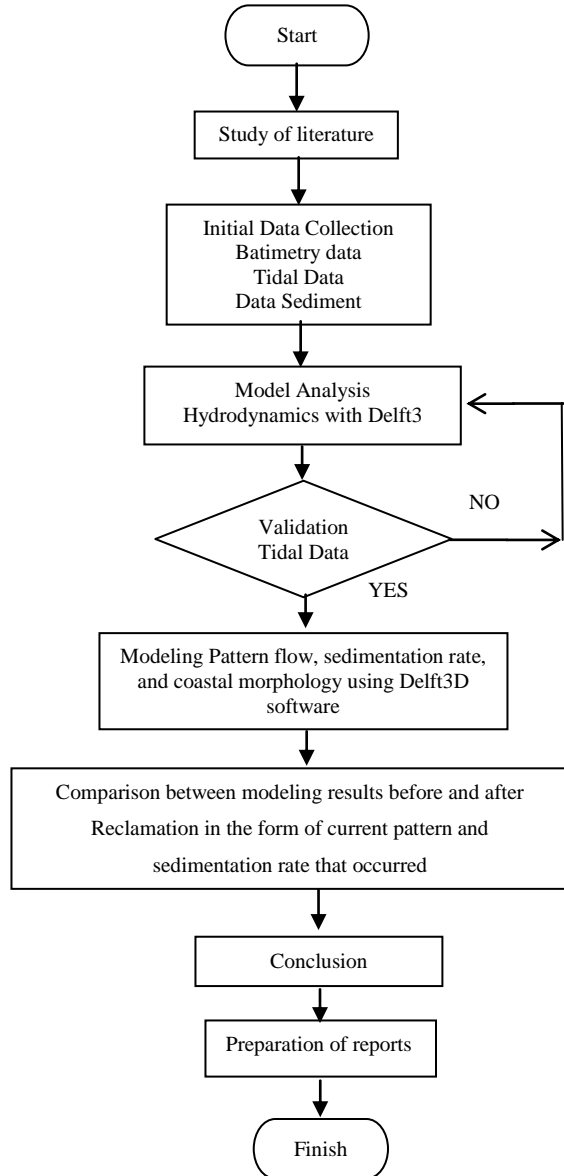 Start
Study of literature
Initial Data Collection
Batimetry data
Tidal Data
Data Sediment
Model Analysis
Hydrodynamics with Delft3
NO
Validation
Tidal Data
YES
Modeling Pattern flow, sedimentation rate,
and coastal morphology using Delft3D
software
Comparison between modeling results before and after
Reclamation in the form of current pattern and
sedimentation rate that occurred
Conclusion
Preparation of reports
Finish